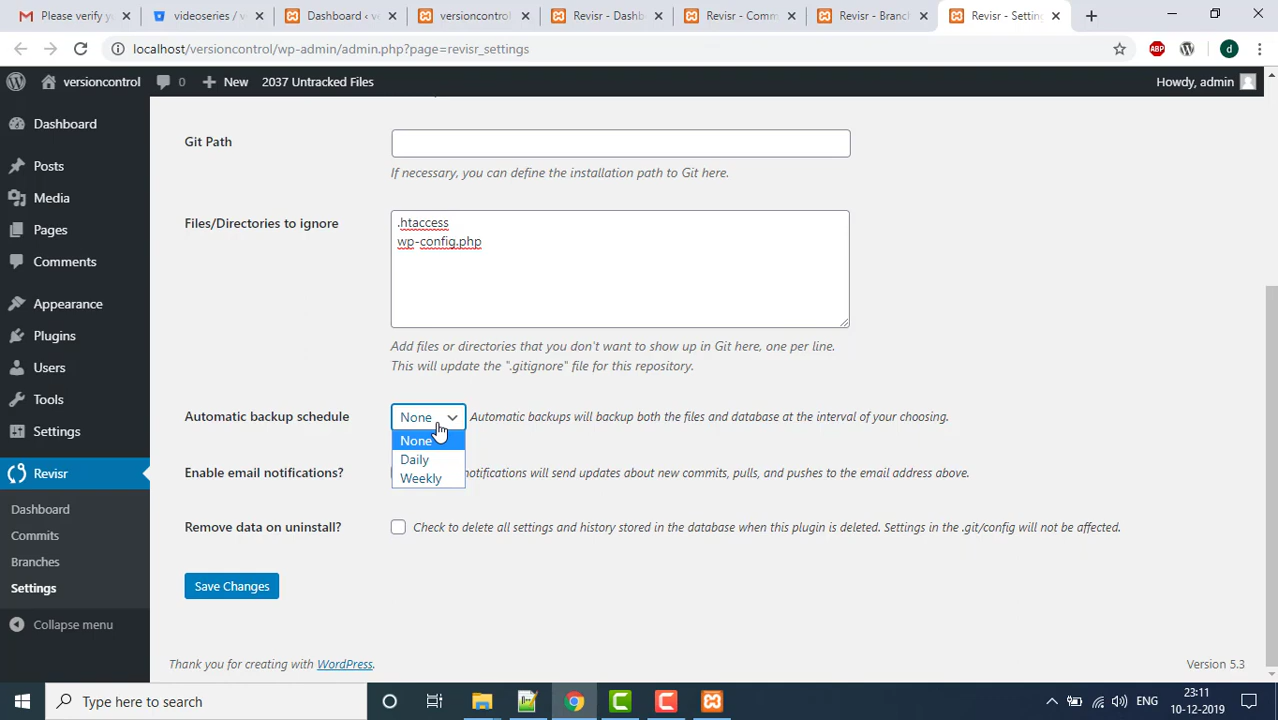 Please verify y
videoseries / v
Dashboard ‹ v
versioncontrol
Revisr - Dashb
Revisr - Comm
Revisr - Branch
Revisr - Settin
localhost/versioncontrol/wp-admin/admin.php?page=revisr_settings
ABP
d
versioncontrol
0
New
2037 Untracked Files
Howdy, admin
Dashboard
Posts
Media
Pages
Comments
Appearance
Plugins
Users
Tools
Settings
Revisr
Dashboard
Commits
Branches
Settings
Collapse menu
Git Path
If necessary, you can define the installation path to Git here.
Files/Directories to ignore
.htaccess
wp-config.php
Add files or directories that you don't want to show up in Git here, one per line.
This will update the ".gitignore" file for this repository.
Automatic backup schedule
None
Automatic backups will backup both the files and database at the interval of your choosing.
None
Daily
Weekly
Enable email notifications?
notifications will send updates about new commits, pulls, and pushes to the email address above.
Remove data on uninstall?
Check to delete all settings and history stored in the database when this plugin is deleted. Settings in the .git/config will not be affected.
Save Changes
Thank you for creating with WordPress.
Version 5.3
Type here to search
ENG
23:11
10-12-2019